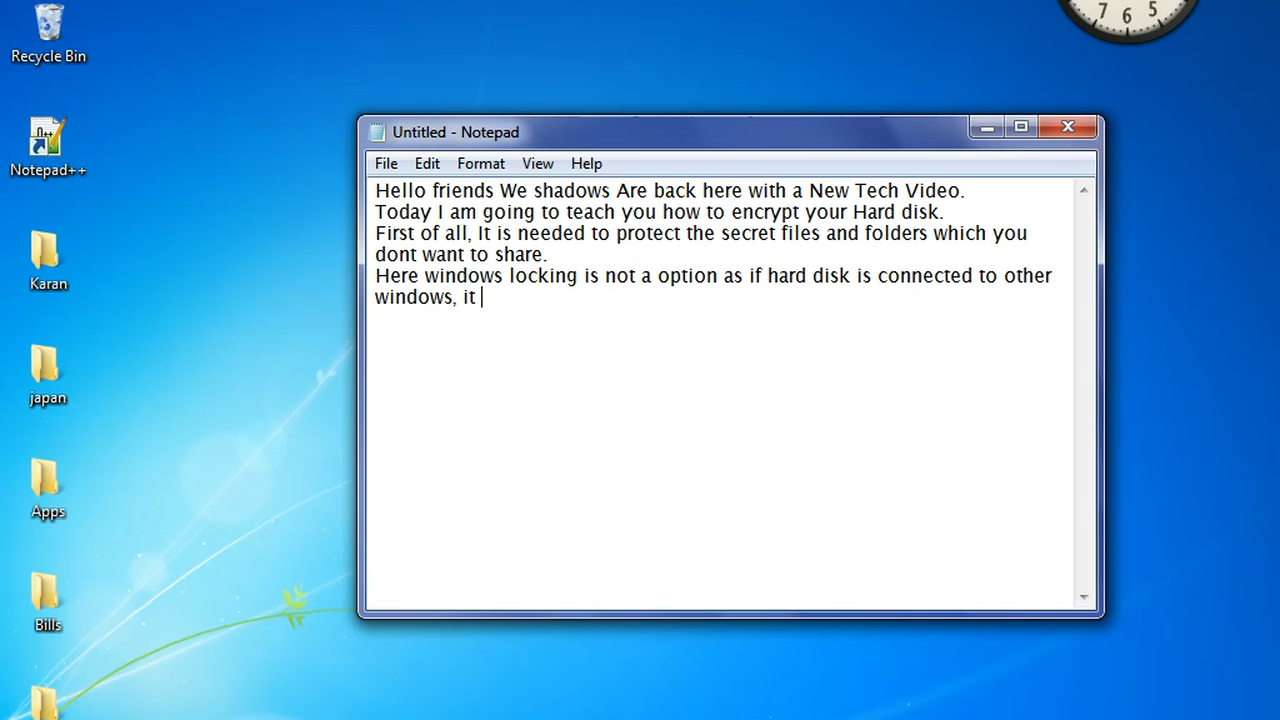 Recycle Bin
Notepad++
Karan
japan
Apps
Bills
7 6 5
Untitled - Notepad
File Edit Format View Help
Hello friends We shadows Are back here with a New Tech Video.
Today I am going to teach you how to encrypt your Hard disk.
First of all, It is needed to protect the secret files and folders which you
dont want to share.
Here windows locking is not a option as if hard disk is connected to other
windows, it